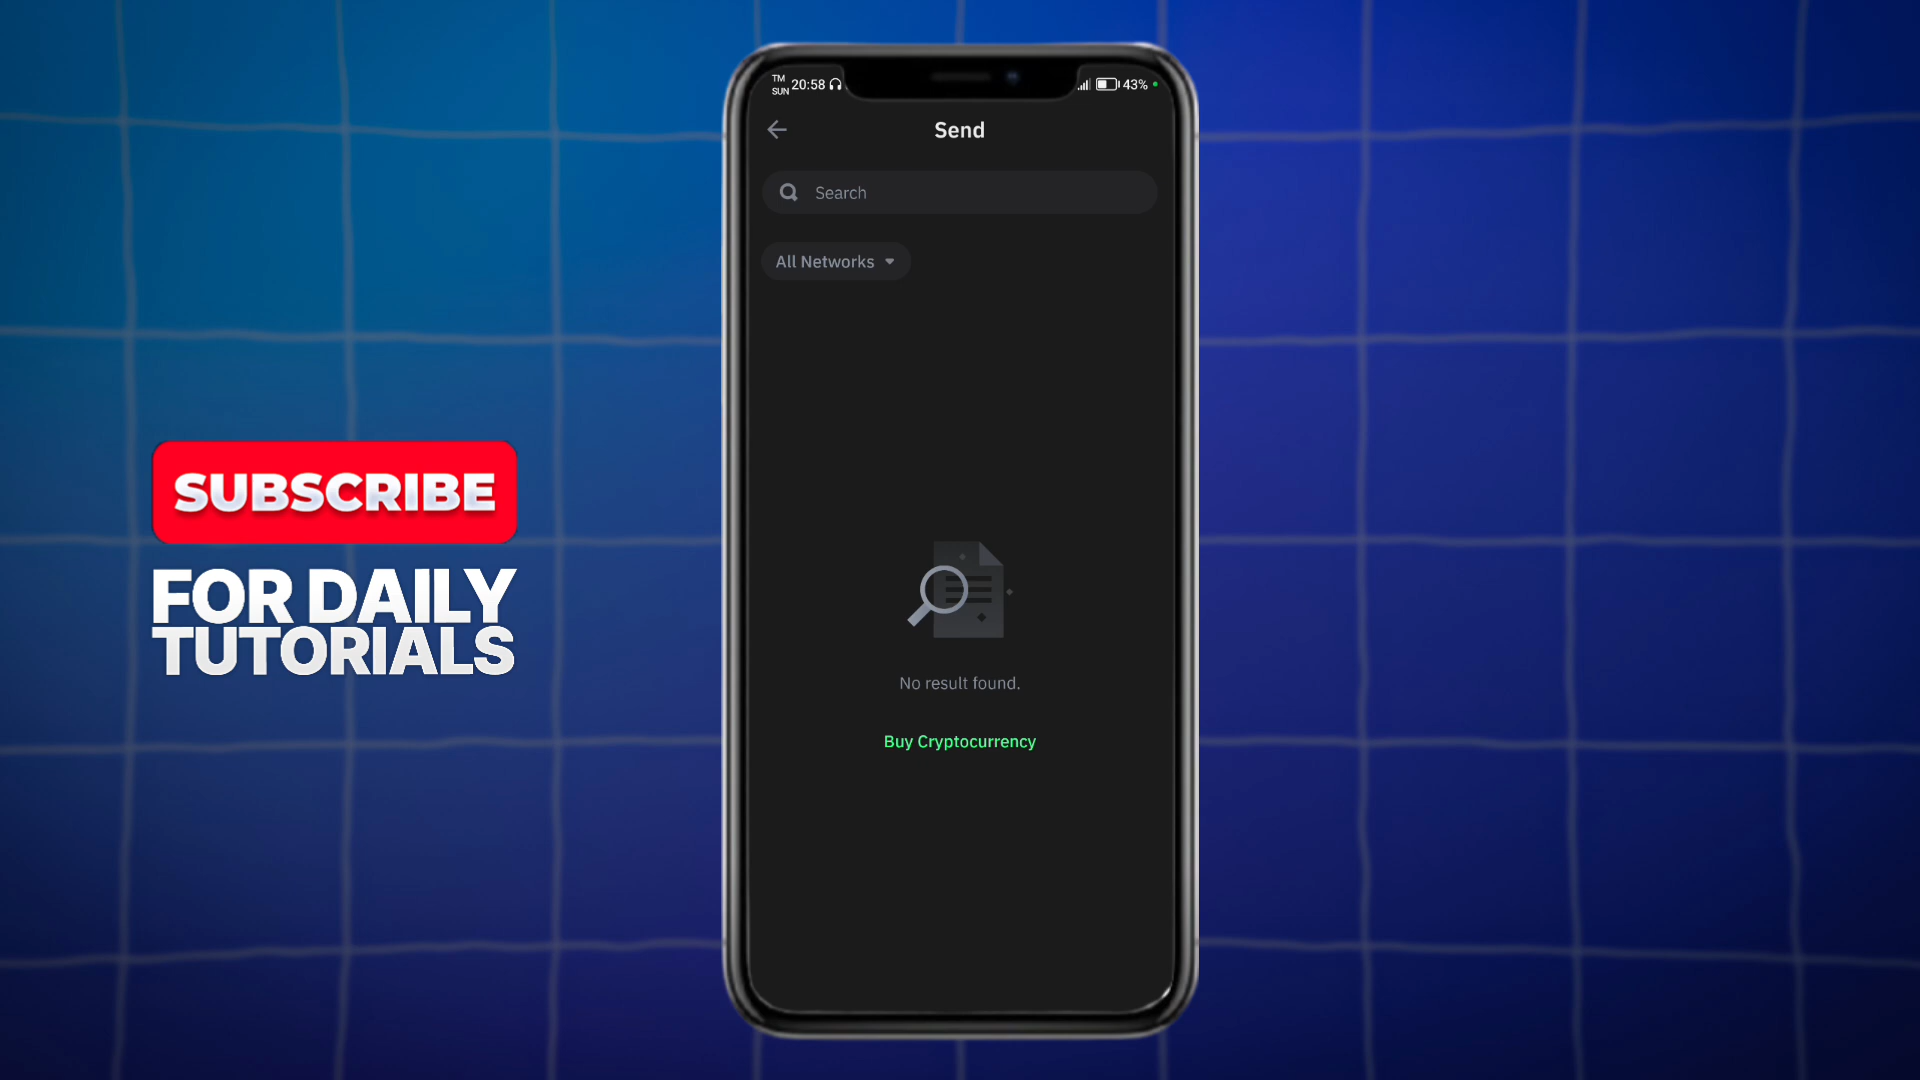 TM
SUN 20:58
43%
Send
Search
All Networks
SUBSCRIBE
FOR DAILY
TUTORIALS
No result found.
Buy Cryptocurrency